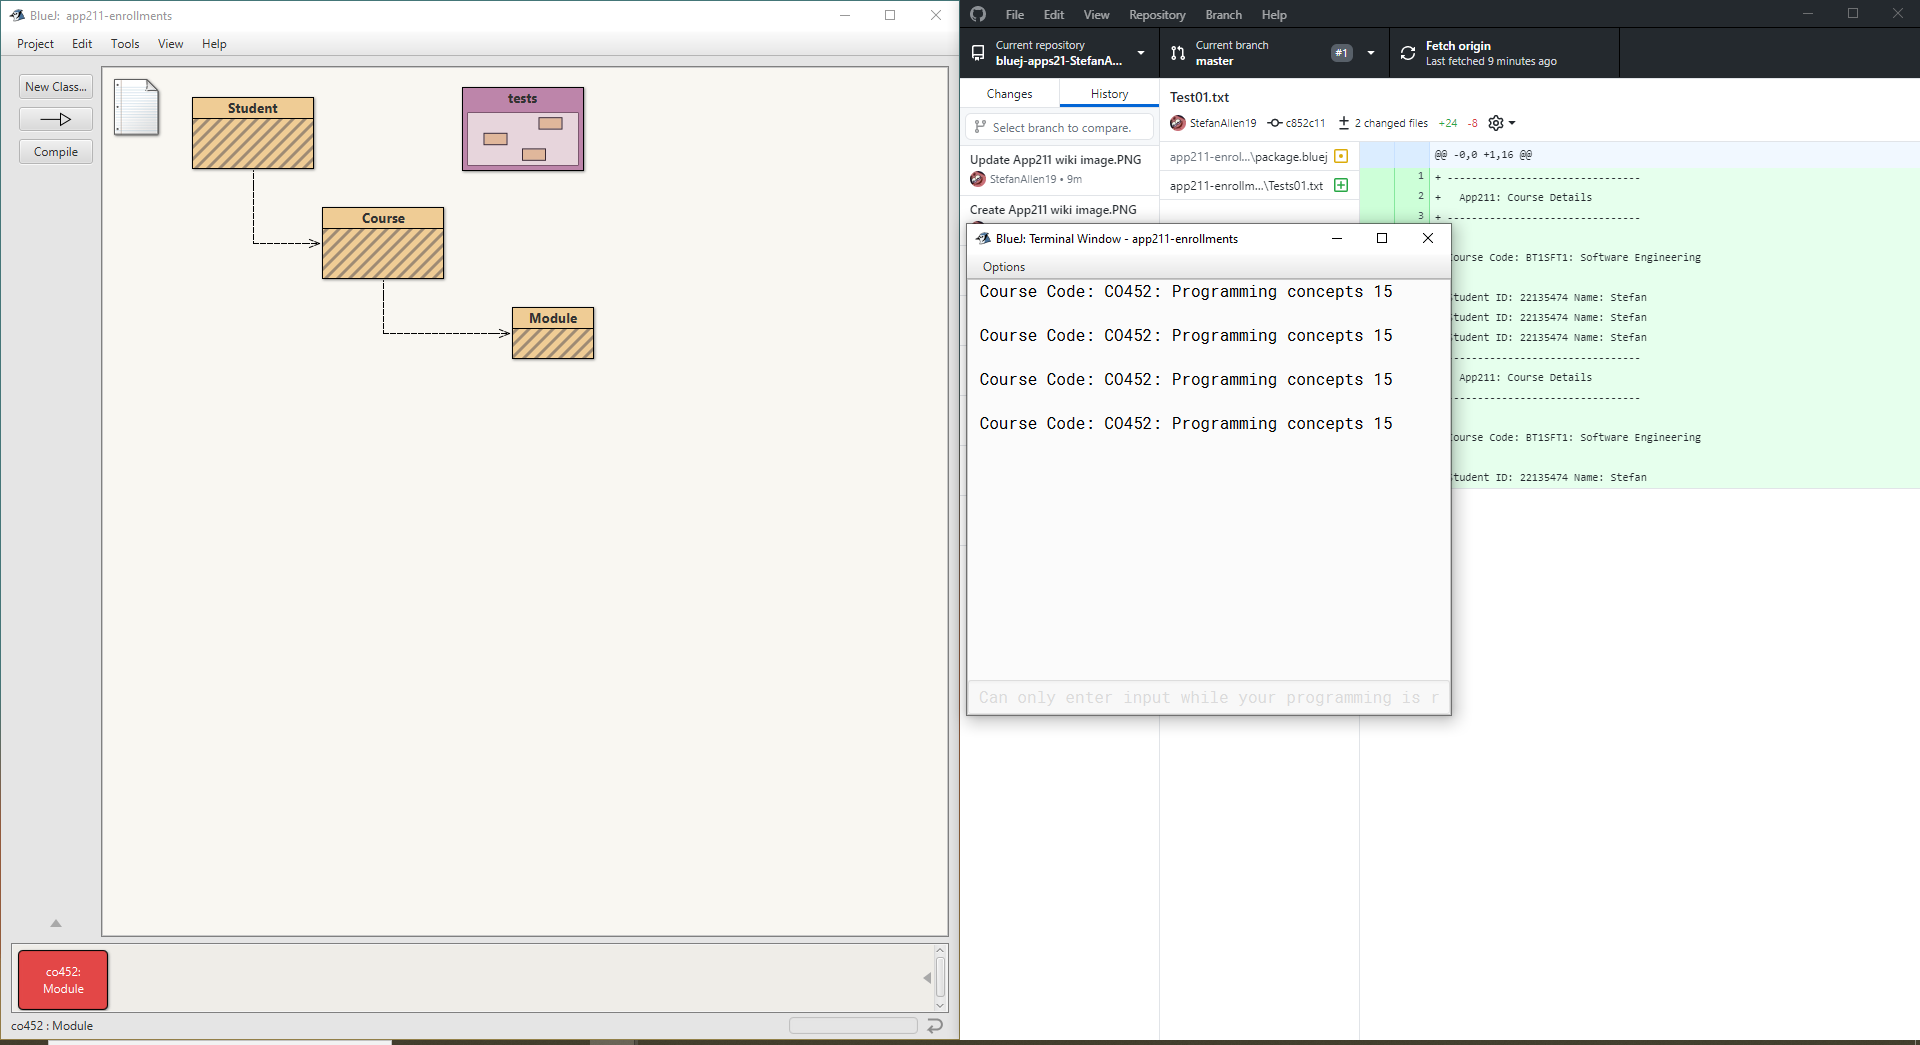 BlueJ: app211-enrollments
Project Edit Tools View Help
New Class...
Compile
Student
tests
Course
Module
co452:
Module
co452 : Module
File Edit View Repository Branch Help
Current repository
bluej-apps21-StefanA...
Current branch
master
#1
Fetch origin
Last fetched 9 minutes ago
Changes
History
Select branch to compare.
Update App211 wiki image.PNG
StefanAllen19 • 9m
Create App211 wiki image.PNG
Test01.txt
StefanAllen19 c852c11 2 changed files +24 -8
app211-enrol...\package.bluej
app211-enrollm...\Tests01.txt
@@ -0,0 +1,16 @@
1 + --------------------------------
2 + App211: Course Details
3 + --------------------------------
ourse Code: BT1SFT1: Software Engineering
tudent ID: 22135474 Name: Stefan
tudent ID: 22135474 Name: Stefan
tudent ID: 22135474 Name: Stefan
--------------------------------
App211: Course Details
--------------------------------
ourse Code: BT1SFT1: Software Engineering
tudent ID: 22135474 Name: Stefan
BlueJ: Terminal Window - app211-enrollments
Options
Course Code: CO452: Programming concepts 15
Course Code: CO452: Programming concepts 15
Course Code: CO452: Programming concepts 15
Course Code: CO452: Programming concepts 15
Can only enter input while your programming is r